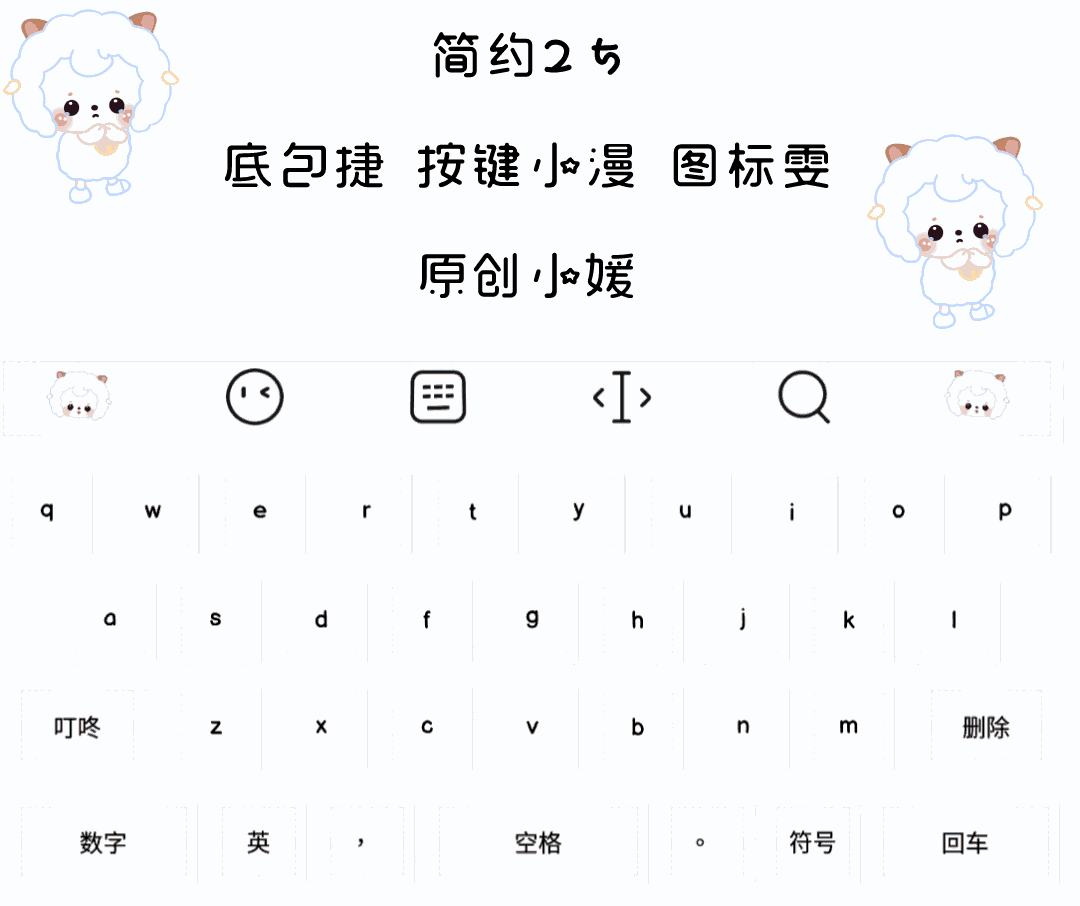 简约2ち
底包捷 按键小漫 图标雯
原创小媛
q w e r t y u i o p
a s d f g h j k l
叮咚 z x c v b n m 删除
数字 英 ， 空格 。 符号 回车